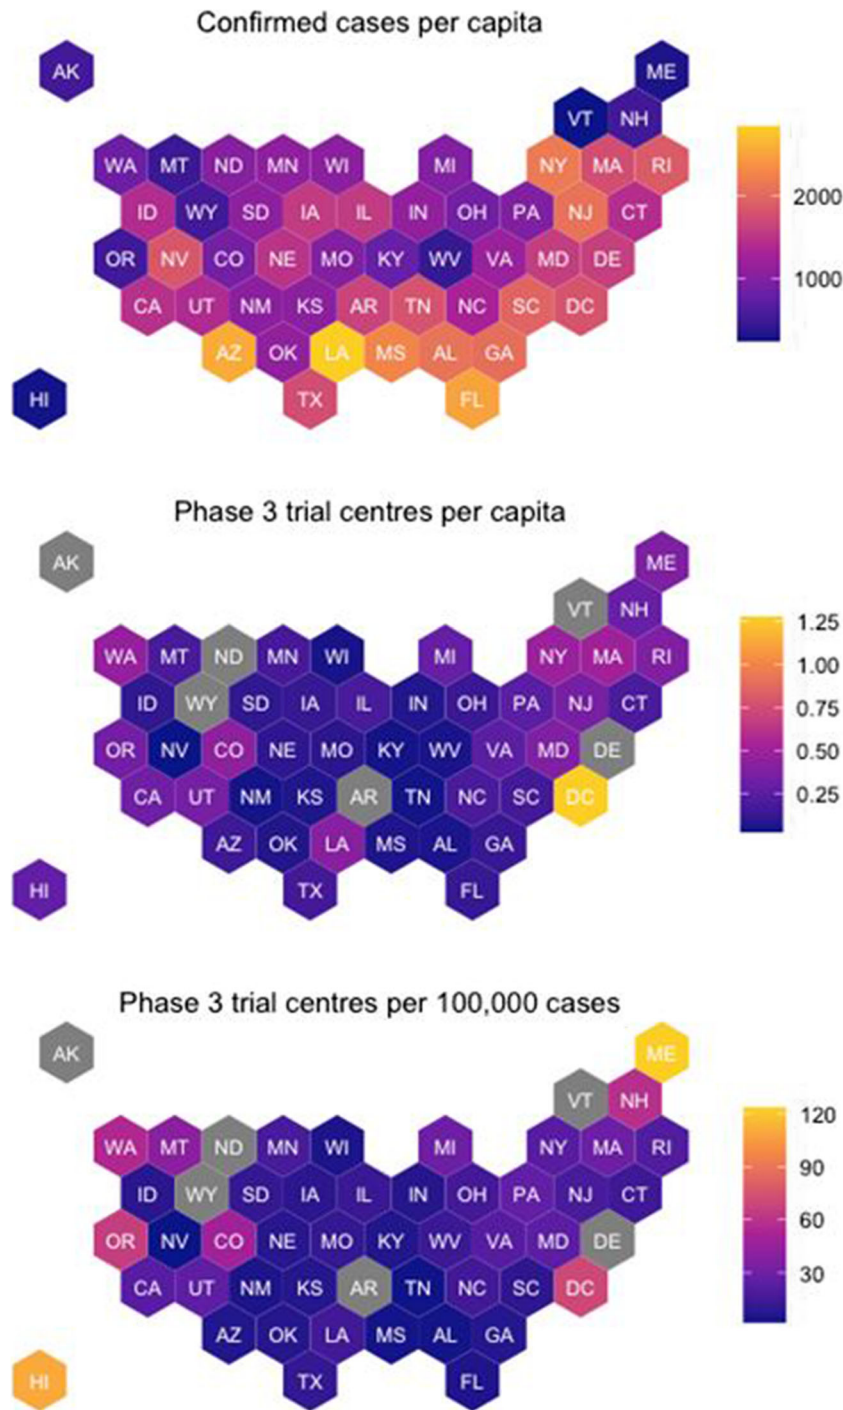 Confirmed cases per capita
AK ME
VT NH
WA MT ND MN WI MI NY MA RI
2000
ID WY SD IA IL IN OH PA NJ CT
OR NV CO NE MO KY WV VA MD DE
1000
CA UT NM KS AR TN NC SC DC
AZ OK LA MS AL GA
HI TX FL
Phase 3 trial centres per capita
AK ME
VT NH
1.25
WA MT ND MN WI MI NY MA RI
1.00
ID WY SD IA IL IN OH PA NJ CT
0.75
OR NV CO NE MO KY WV VA MD DE
0.50
CA UT NM KS AR TN NC SC DC
0.25
AZ OK LA MS AL GA
HI TX FL
Phase 3 trial centres per 100,000 cases
AK ME
VT NH
120
WA MT ND MN WI MI NY MA RI
90
ID WY SD IA IL IN OH PA NJ CT
60
OR NV CO NE MO KY WV VA MD DE
30
CA UT NM KS AR TN NC SC DC
AZ OK LA MS AL GA
HI TX FL